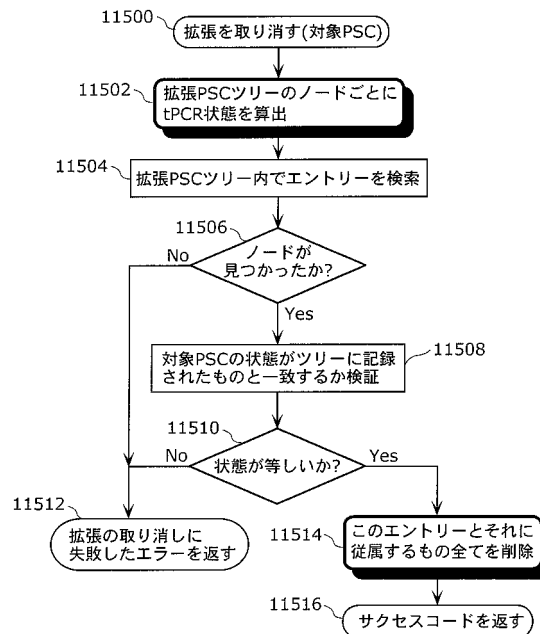 11500
拡張を取り消す(対象PSC)
11502
拡張PSCツリーのノードごとに
tPCR状態を算出
11504
拡張PSCツリー内でエントリーを検索
11506
ノードが
見つかったか?
No
Yes
対象PSCの状態がツリーに記録
されたものと一致するか検証
11508
11510
状態が等しいか?
No
Yes
11512
拡張の取り消しに
失敗したエラーを返す
11514
このエントリーとそれに
従属するもの全てを削除
11516
サクセスコードを返す